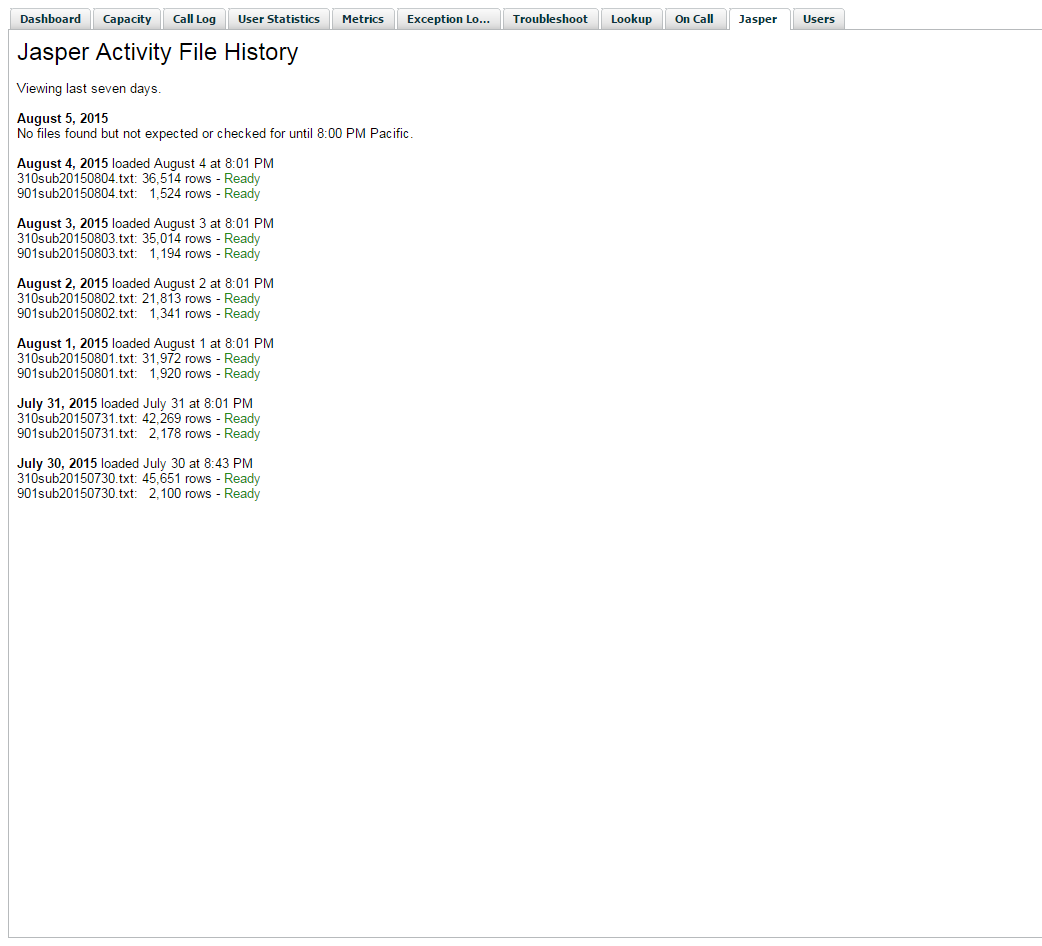 Dashboard Capacity Call Log User Statistics Metrics Exception Lo... Troubleshoot Lookup On Call Jasper Users
Jasper Activity File History
Viewing last seven days.
August 5, 2015
No files found but not expected or checked for until 8:00 PM Pacific.
August 4, 2015 loaded August 4 at 8:01 PM
310sub20150804.txt: 36,514 rows - Ready
901sub20150804.txt: 1,524 rows - Ready
August 3, 2015 loaded August 3 at 8:01 PM
310sub20150803.txt: 35,014 rows - Ready
901sub20150803.txt: 1,194 rows - Ready
August 2, 2015 loaded August 2 at 8:01 PM
310sub20150802.txt: 21,813 rows - Ready
901sub20150802.txt: 1,341 rows - Ready
August 1, 2015 loaded August 1 at 8:01 PM
310sub20150801.txt: 31,972 rows - Ready
901sub20150801.txt: 1,920 rows - Ready
July 31, 2015 loaded July 31 at 8:01 PM
310sub20150731.txt: 42,269 rows - Ready
901sub20150731.txt: 2,178 rows - Ready
July 30, 2015 loaded July 30 at 8:43 PM
310sub20150730.txt: 45,651 rows - Ready
901sub20150730.txt: 2,100 rows - Ready